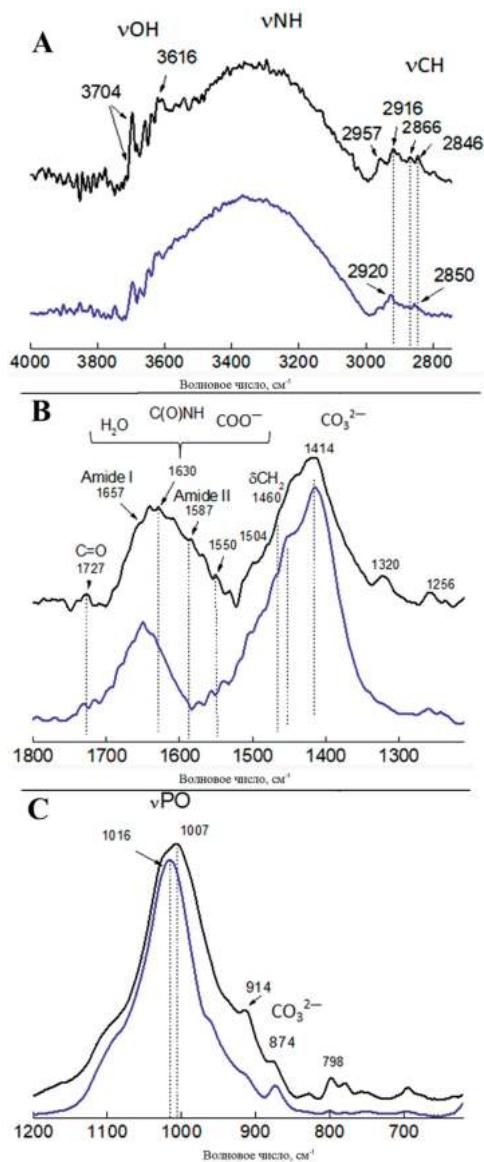 A
νOH
νNH
3616
3704
νCH
2916
2957
2866
2846
2920
2850
4000 3800 3600 3400 3200 3000 2800
Волновое число, см⁻¹
B
H₂O
C(O)NH
COO⁻
CO₃²⁻
1414
Amide I
1657
1630
Amide II
1587
δCH₂
1460
C=O
1727
1550
1504
1320
1256
1800 1700 1600 1500 1400 1300
Волновое число, см⁻¹
C
νPO
1016
1007
914
CO₃²⁻
874
798
1200 1100 1000 900 800 700
Волновое число, см⁻¹